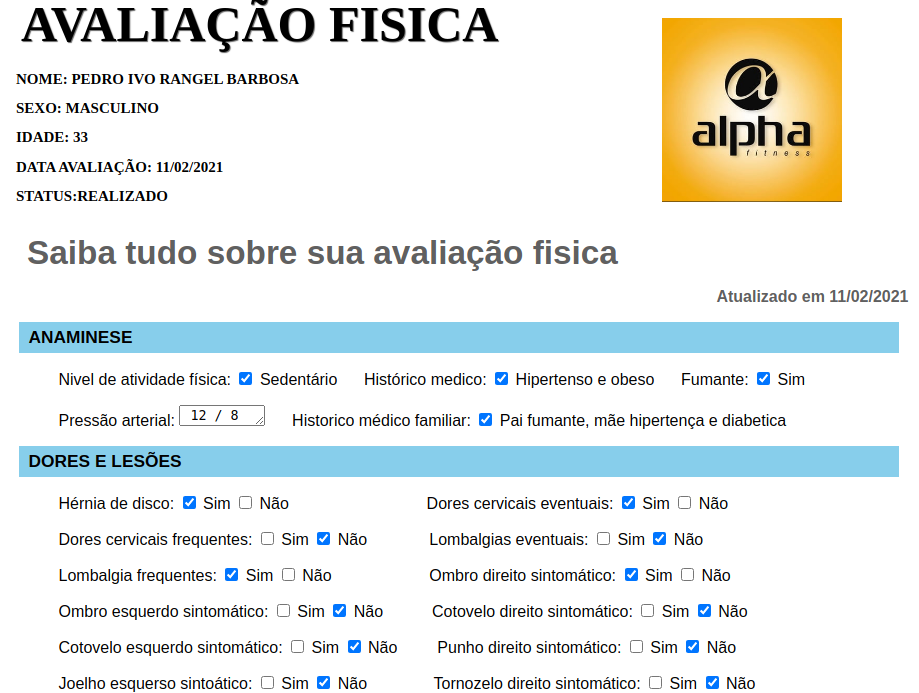 AVALIAÇÃO FISICA
alpha
fitness
NOME: PEDRO IVO RANGEL BARBOSA
SEXO: MASCULINO
IDADE: 33
DATA AVALIAÇÃO: 11/02/2021
STATUS:REALIZADO
Saiba tudo sobre sua avaliação fisica
Atualizado em 11/02/2021
ANAMINESE
Nivel de atividade física: Sedentário Histórico medico: Hipertenso e obeso Fumante: Sim
Pressão arterial: 12 / 8 Historico médico familiar: Pai fumante, mãe hipertença e diabetica
DORES E LESÕES
Hérnia de disco: Sim Não Dores cervicais eventuais: Sim Não
Dores cervicais frequentes: Sim Não Lombalgias eventuais: Sim Não
Lombalgia frequentes: Sim Não Ombro direito sintomático: Sim Não
Ombro esquerdo sintomático: Sim Não Cotovelo direito sintomático: Sim Não
Cotovelo esquerdo sintomático: Sim Não Punho direito sintomático: Sim Não
Joelho esquerso sintoático: Sim Não Tornozelo direito sintomático: Sim Não